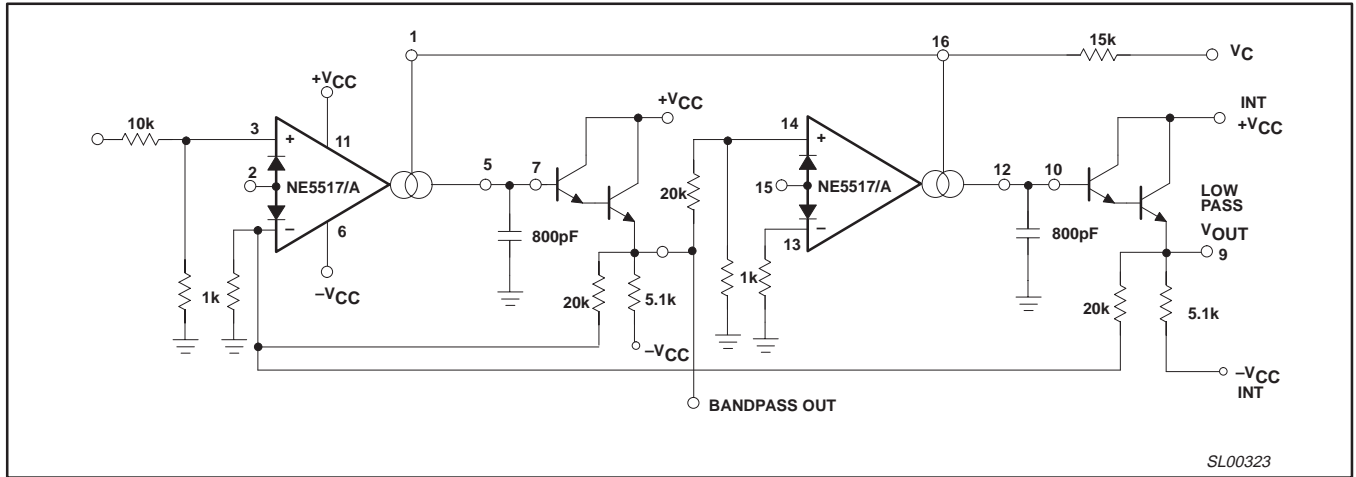 1
16
15k
VC
+VCC
+VCC
INT
+VCC
10k
3
+
11
14
+
5
7
12
10
2
NE5517/A
20k
15
NE5517/A
LOW
PASS
VOUT
9
–
6
800pF
–
13
800pF
1k
–VCC
20k
5.1k
1k
20k
5.1k
–VCC
–VCC
INT
BANDPASS OUT
SL00323